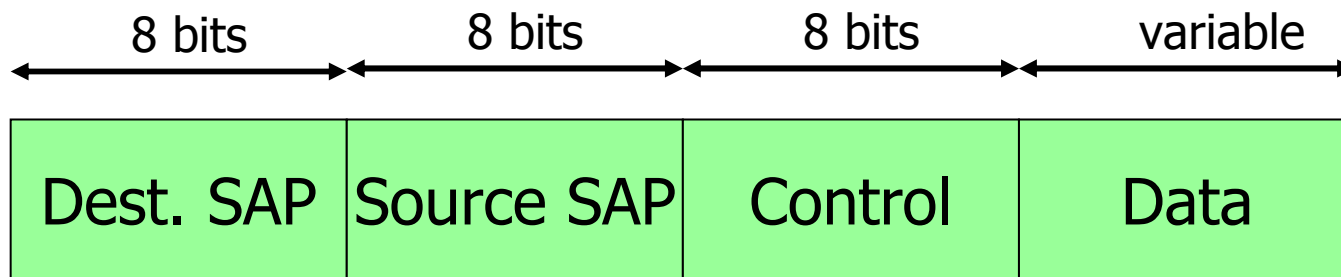 8 bits 8 bits 8 bits variable
Dest. SAP Source SAP Control Data